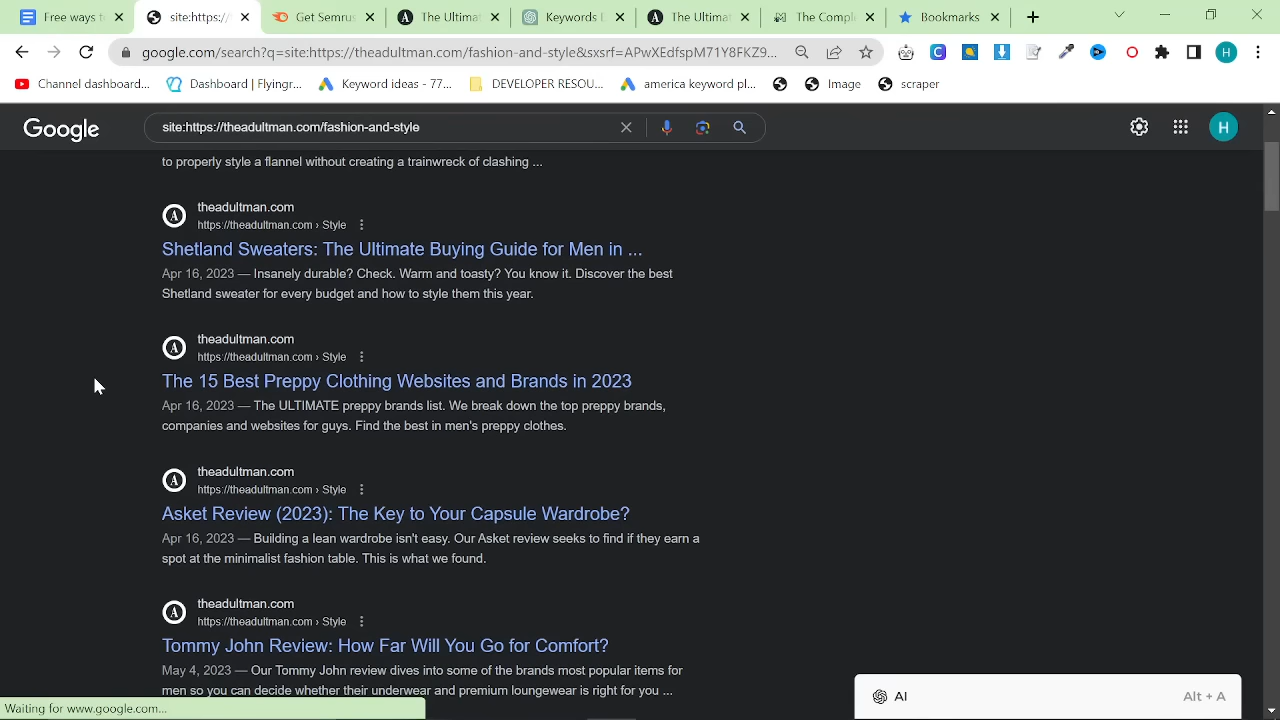 Free ways t
site:https:/
Get Semrus
The Ultimat
Keywords
The Ultimat
The Compl
Bookmarks
google.com/search?q=site:https://theadultman.com/fashion-and-style&sxsrf=APwXEdfspM71Y8FKZ9...
H
Channel dashboard...
Dashboard | Flyingr...
Keyword ideas - 77...
DEVELOPER RESOU...
america keyword pl...
Image
scraper
Google
site:https://theadultman.com/fashion-and-style
H
to properly style a flannel without creating a trainwreck of clashing ...
theadultman.com
https://theadultman.com › Style
Shetland Sweaters: The Ultimate Buying Guide for Men in ...
Apr 16, 2023 — Insanely durable? Check. Warm and toasty? You know it. Discover the best
Shetland sweater for every budget and how to style them this year.
theadultman.com
https://theadultman.com › Style
The 15 Best Preppy Clothing Websites and Brands in 2023
Apr 16, 2023 — The ULTIMATE preppy brands list. We break down the top preppy brands,
companies and websites for guys. Find the best in men's preppy clothes.
theadultman.com
https://theadultman.com › Style
Asket Review (2023): The Key to Your Capsule Wardrobe?
Apr 16, 2023 — Building a lean wardrobe isn't easy. Our Asket review seeks to find if they earn a
spot at the minimalist fashion table. This is what we found.
theadultman.com
https://theadultman.com › Style
Tommy John Review: How Far Will You Go for Comfort?
May 4, 2023 — Our Tommy John review dives into some of the brands most popular items for
men so you can decide whether their underwear and premium loungewear is right for you ...
AI
Alt + A
Waiting for www.google.com...